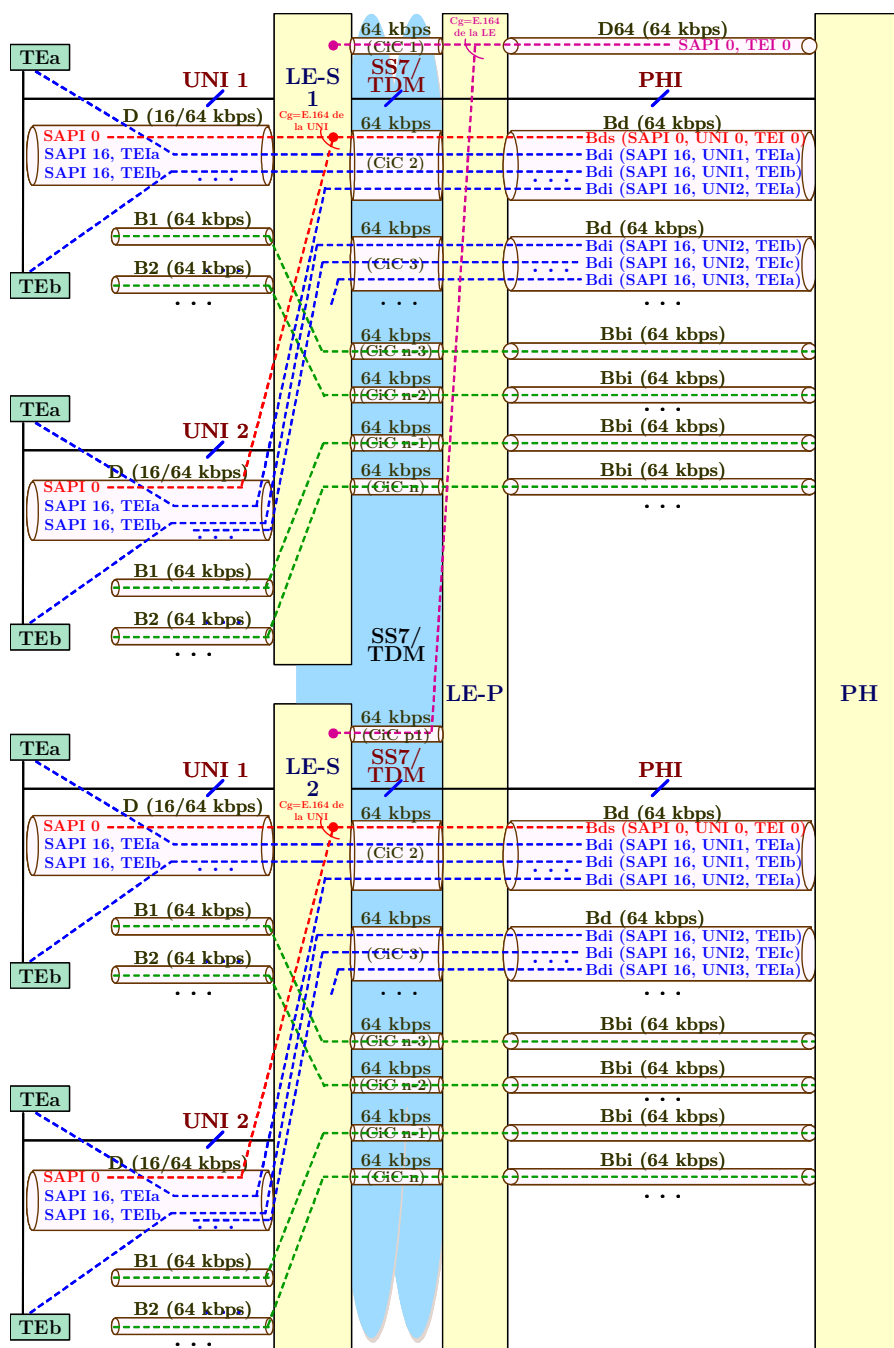 64 kbps
(CiC 1)
Cg=E.164
de la LE
D64 (64 kbps)
SAPI 0, TEI 0
TEa
UNI 1
LE-S
1
SS7/
TDM
PHI
D (16/64 kbps)
Cg=E.164 de
la UNI
64 kbps
Bd (64 kbps)
SAPI 0
Bds (SAPI 0, UNI 0, TEI 0)
SAPI 16, TEIa
(CiC 2)
Bdi (SAPI 16, UNI1, TEIa)
SAPI 16, TEIb
Bdi (SAPI 16, UNI1, TEIb)
. . .
. . .
Bdi (SAPI 16, UNI2, TEIa)
B1 (64 kbps)
64 kbps
Bd (64 kbps)
Bdi (SAPI 16, UNI2, TEIb)
(CiC 3)
Bdi (SAPI 16, UNI2, TEIc)
B2 (64 kbps)
. . .
Bdi (SAPI 16, UNI3, TEIa)
TEb
. . .
. . .
. . .
64 kbps
(CiC n-3)
Bbi (64 kbps)
64 kbps
(CiC n-2)
Bbi (64 kbps)
. . .
TEa
64 kbps
(CiC n-1)
Bbi (64 kbps)
UNI 2
D (16/64 kbps)
64 kbps
(CiC n)
Bbi (64 kbps)
. . .
SAPI 0
SAPI 16, TEIa
SAPI 16, TEIb
. . .
B1 (64 kbps)
B2 (64 kbps)
. . .
TEb
SS7/
TDM
LE-P
PH
64 kbps
(CiC p1)
TEa
UNI 1
LE-S
2
SS7/
TDM
PHI
D (16/64 kbps)
Cg=E.164 de
la UNI
64 kbps
Bd (64 kbps)
SAPI 0
Bds (SAPI 0, UNI 0, TEI 0)
SAPI 16, TEIa
(CiC 2)
Bdi (SAPI 16, UNI1, TEIa)
SAPI 16, TEIb
Bdi (SAPI 16, UNI1, TEIb)
. . .
. . .
Bdi (SAPI 16, UNI2, TEIa)
B1 (64 kbps)
64 kbps
Bd (64 kbps)
Bdi (SAPI 16, UNI2, TEIb)
(CiC 3)
Bdi (SAPI 16, UNI2, TEIc)
B2 (64 kbps)
. . .
Bdi (SAPI 16, UNI3, TEIa)
TEb
. . .
. . .
. . .
64 kbps
(CiC n-3)
Bbi (64 kbps)
64 kbps
(CiC n-2)
Bbi (64 kbps)
. . .
TEa
64 kbps
(CiC n-1)
Bbi (64 kbps)
UNI 2
D (16/64 kbps)
64 kbps
(CiC n)
Bbi (64 kbps)
. . .
SAPI 0
SAPI 16, TEIa
SAPI 16, TEIb
. . .
B1 (64 kbps)
B2 (64 kbps)
. . .
TEb